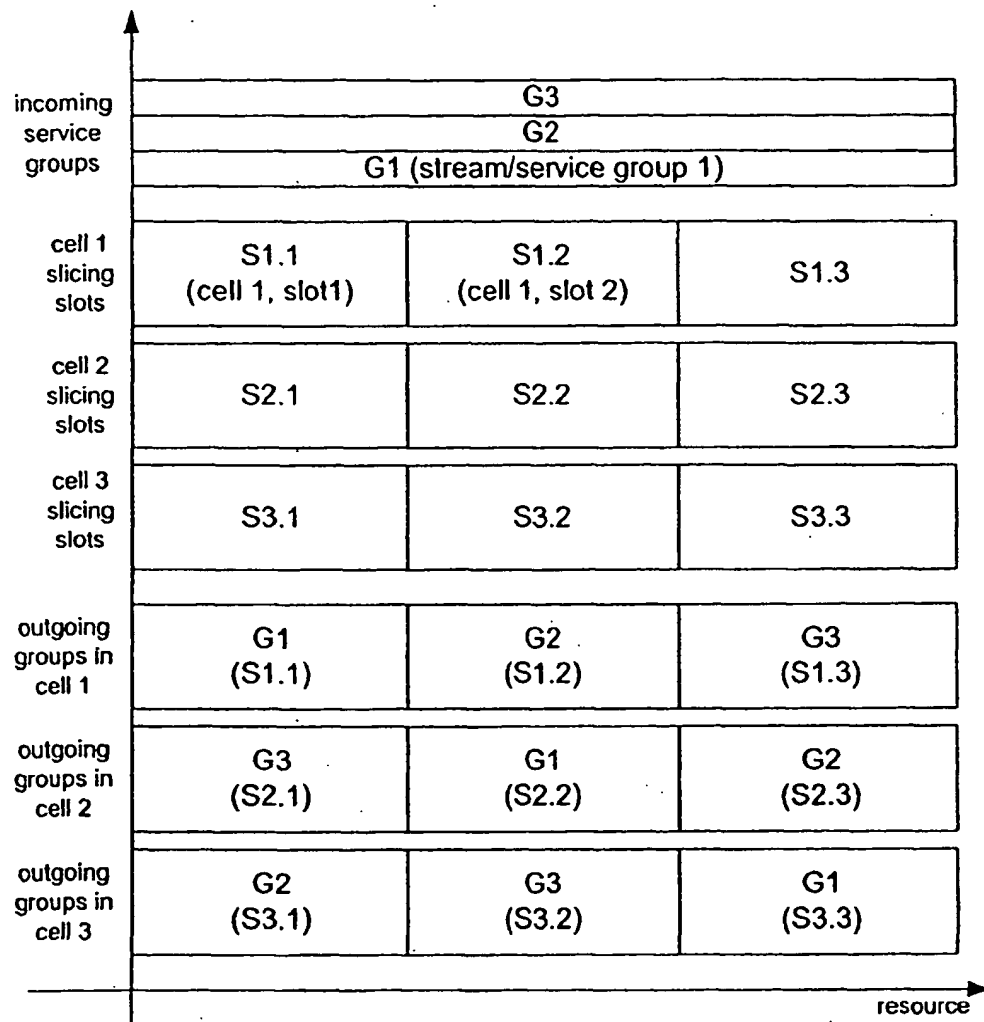 incoming
service
groups
G3
G2
G1 (stream/service group 1)
cell 1
slicing
slots
S1.1
(cell 1, slot1)
S1.2
(cell 1, slot 2)
S1.3
cell 2
slicing
slots
S2.1
S2.2
S2.3
cell 3
slicing
slots
S3.1
S3.2
S3.3
outgoing
groups in
cell 1
G1
(S1.1)
G2
(S1.2)
G3
(S1.3)
outgoing
groups in
cell 2
G3
(S2.1)
G1
(S2.2)
G2
(S2.3)
outgoing
groups in
cell 3
G2
(S3.1)
G3
(S3.2)
G1
(S3.3)
resource